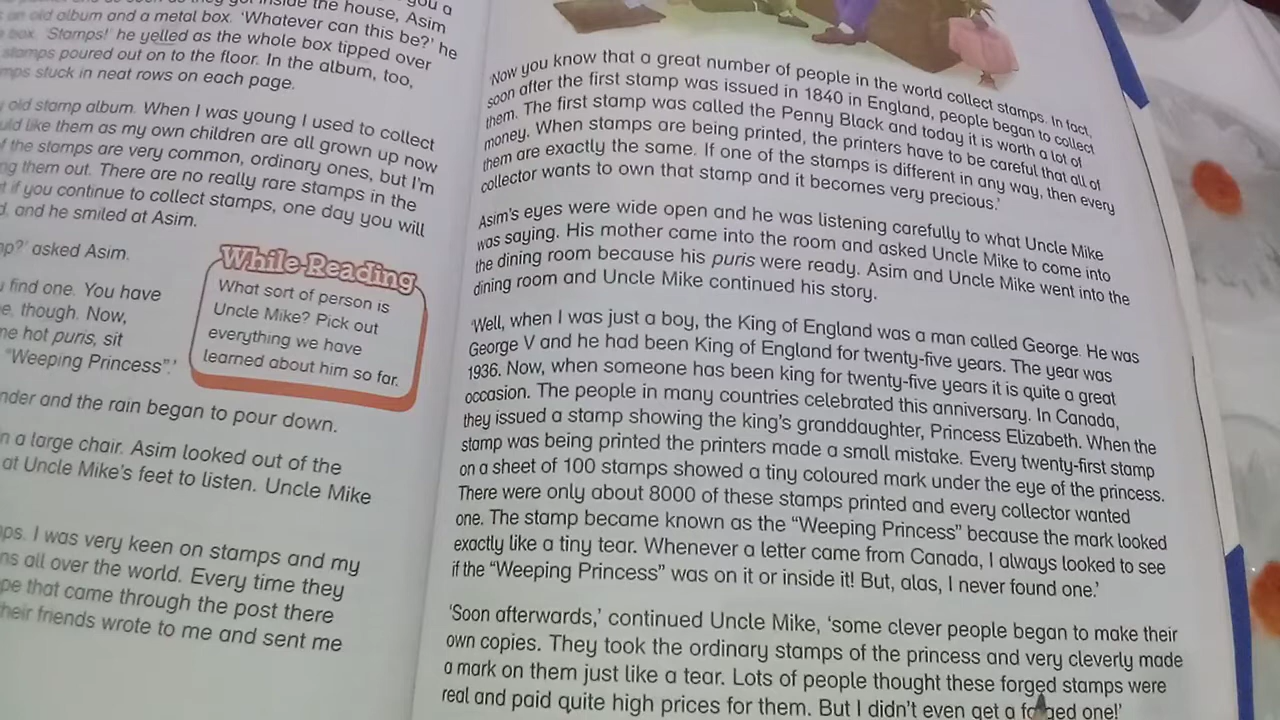 you a
an old album and a metal box. ‘Whatever can this be?’ he
box. ‘Stamps!’ he yelled as the whole box tipped over
stamps poured out on to the floor. In the album, too,
stuck in neat rows on each page.
old stamp album. When I was young I used to collect
like them as my own children are all grown up now
the stamps are very common, ordinary ones, but I’m
them out. There are no really rare stamps in the
if you continue to collect stamps, one day you will
and he smiled at Asim.
asked Asim.
find one. You have
though. Now,
hot puris, sit
“Weeping Princess”.’
While-Reading
What sort of person is
Uncle Mike? Pick out
everything we have
learned about him so far.
and the rain began to pour down.
a large chair. Asim looked out of the
at Uncle Mike’s feet to listen. Uncle Mike
I was very keen on stamps and my
all over the world. Every time they
that came through the post there
friends wrote to me and sent me
‘Now you know that a great number of people in the world collect stamps. In fact,
soon after the first stamp was issued in 1840 in England, people began to collect
them. The first stamp was called the Penny Black and today it is worth a lot of
money. When stamps are being printed, the printers have to be careful that all of
them are exactly the same. If one of the stamps is different in any way, then every
collector wants to own that stamp and it becomes very precious.’
Asim’s eyes were wide open and he was listening carefully to what Uncle Mike
was saying. His mother came into the room and asked Uncle Mike to come into
the dining room because his puris were ready. Asim and Uncle Mike went into the
dining room and Uncle Mike continued his story.
‘Well, when I was just a boy, the King of England was a man called George. He was
George V and he had been King of England for twenty-five years. The year was
1936. Now, when someone has been king for twenty-five years it is quite a great
occasion. The people in many countries celebrated this anniversary. In Canada,
they issued a stamp showing the king’s granddaughter, Princess Elizabeth. When the
stamp was being printed the printers made a small mistake. Every twenty-first stamp
on a sheet of 100 stamps showed a tiny coloured mark under the eye of the princess.
There were only about 8000 of these stamps printed and every collector wanted
one. The stamp became known as the “Weeping Princess” because the mark looked
exactly like a tiny tear. Whenever a letter came from Canada, I always looked to see
if the “Weeping Princess” was on it or inside it! But, alas, I never found one.’
‘Soon afterwards,’ continued Uncle Mike, ‘some clever people began to make their
own copies. They took the ordinary stamps of the princess and very cleverly made
a mark on them just like a tear. Lots of people thought these forged stamps were
real and paid quite high prices for them. But I didn’t even get a forged one!’